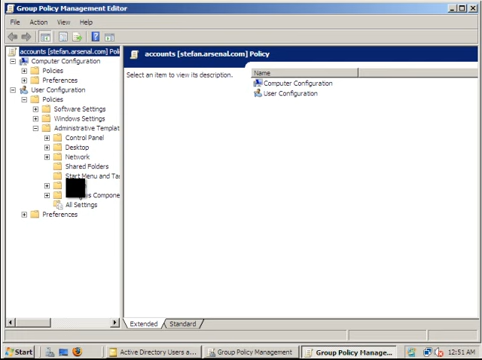 Group Policy Management Editor
File Action View Help
accounts [stefan.arsenal.com] Poli
Computer Configuration
Policies
Preferences
User Configuration
Policies
Software Settings
Windows Settings
Administrative Templat
Control Panel
Desktop
Network
Shared Folders
Start Menu and Ta
s Compone
All Settings
Preferences
accounts [stefan.arsenal.com] Policy
Select an item to view its description.
Name
Computer Configuration
User Configuration
Extended Standard
Start
Active Directory Users a...
Group Policy Management
Group Policy Manage...
12:51 AM